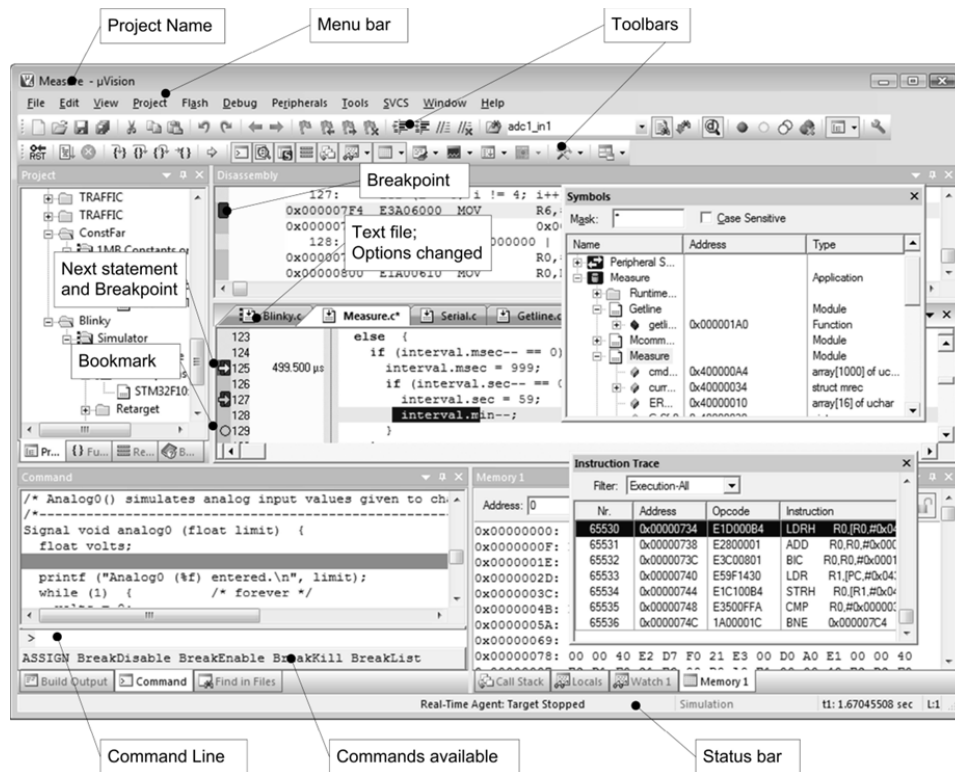 Project Name
Menu bar
Toolbars
Measure - µVision
File Edit View Project Flash Debug Peripherals Tools SVCS Window Help
adc1_in1
RST
Project
Disassembly
Breakpoint
TRAFFIC
TRAFFIC
ConstFar
1MB Constants
127: i != 4; i++
0x000007F4 E3A06000 MOV R6,
128:
0x00000800 E1A00610 MOV R0,
Text file;
Options changed
Next statement
and Breakpoint
Blinky
Simulator
Bookmark
STM32F10
Retarget
Pr... Fu... Re... B...
Symbols
Mask: * Case Sensitive
Name Address Type
Peripheral S...
Measure Application
Runtime...
Getline Module
getli... 0x000001A0 Function
Mcomm... Module
Measure Module
cmd... 0x400000A4 array[1000] of uc...
curr... 0x40000034 struct mrec
ER... 0x40000010 array[16] of uchar
Blinky.c Measure.c* Serial.c Getline.c
123 else {
124 if (interval.msec-- == 0)
125 499.500 µs interval.msec = 999;
126 if (interval.sec-- == 0
127 interval.sec = 59;
128 interval.min--;
129 }
Command
/* Analog0() simulates analog input values given to ch
/*----------------------------------------------------
Signal void analog0 (float limit) {
float volts;
printf ("Analog0 (%f) entered.\n", limit);
while (1) { /* forever */
>
ASSIGN BreakDisable BreakEnable BreakKill BreakList
Build Output Command Find in Files
Memory 1
Address: 0
0x00000000:
0x0000000F:
0x0000001E:
0x0000002D:
0x0000003C:
0x0000004B:
0x0000005A:
0x00000069:
0x00000078: 00 00 40 E2 D7 F0 21 E3 00 D0 A0 E1 00 00 40
Call Stack Locals Watch 1 Memory 1
Instruction Trace
Filter: Execution-All
Nr. Address Opcode Instruction
65530 0x00000734 E1D000B4 LDRH R0,[R0,#0x04
65531 0x00000738 E2800001 ADD R0,R0,#0x000
65532 0x0000073C E3C00801 BIC R0,R0,#0x0001
65533 0x00000740 E59F1430 LDR R1,[PC,#0x04
65534 0x00000744 E1C100B4 STRH R0,[R1,#0x04
65535 0x00000748 E3500FFA CMP R0,#0x00000
65536 0x0000074C 1A00001C BNE 0x000007C4
Real-Time Agent: Target Stopped Simulation t1: 1.67045508 sec L:1
Command Line
Commands available
Status bar